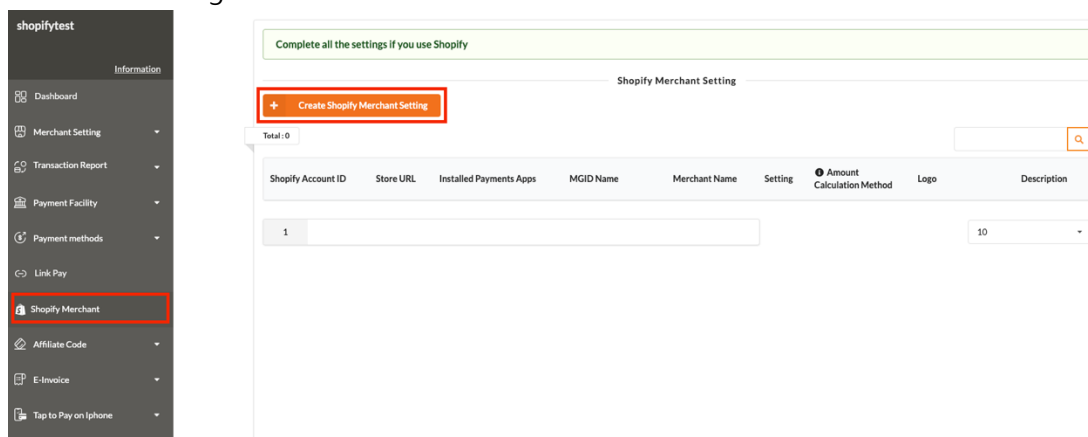 shopifytest
Information
Dashboard
Merchant Setting
Transaction Report
Payment Facility
Payment methods
Link Pay
Shopify Merchant
Affiliate Code
E-Invoice
Tap to Pay on Iphone
Complete all the settings if you use Shopify
Shopify Merchant Setting
+ Create Shopify Merchant Setting
Total : 0
Shopify Account ID Store URL Installed Payments Apps MGID Name Merchant Name Setting Amount Calculation Method Logo Description
1
10